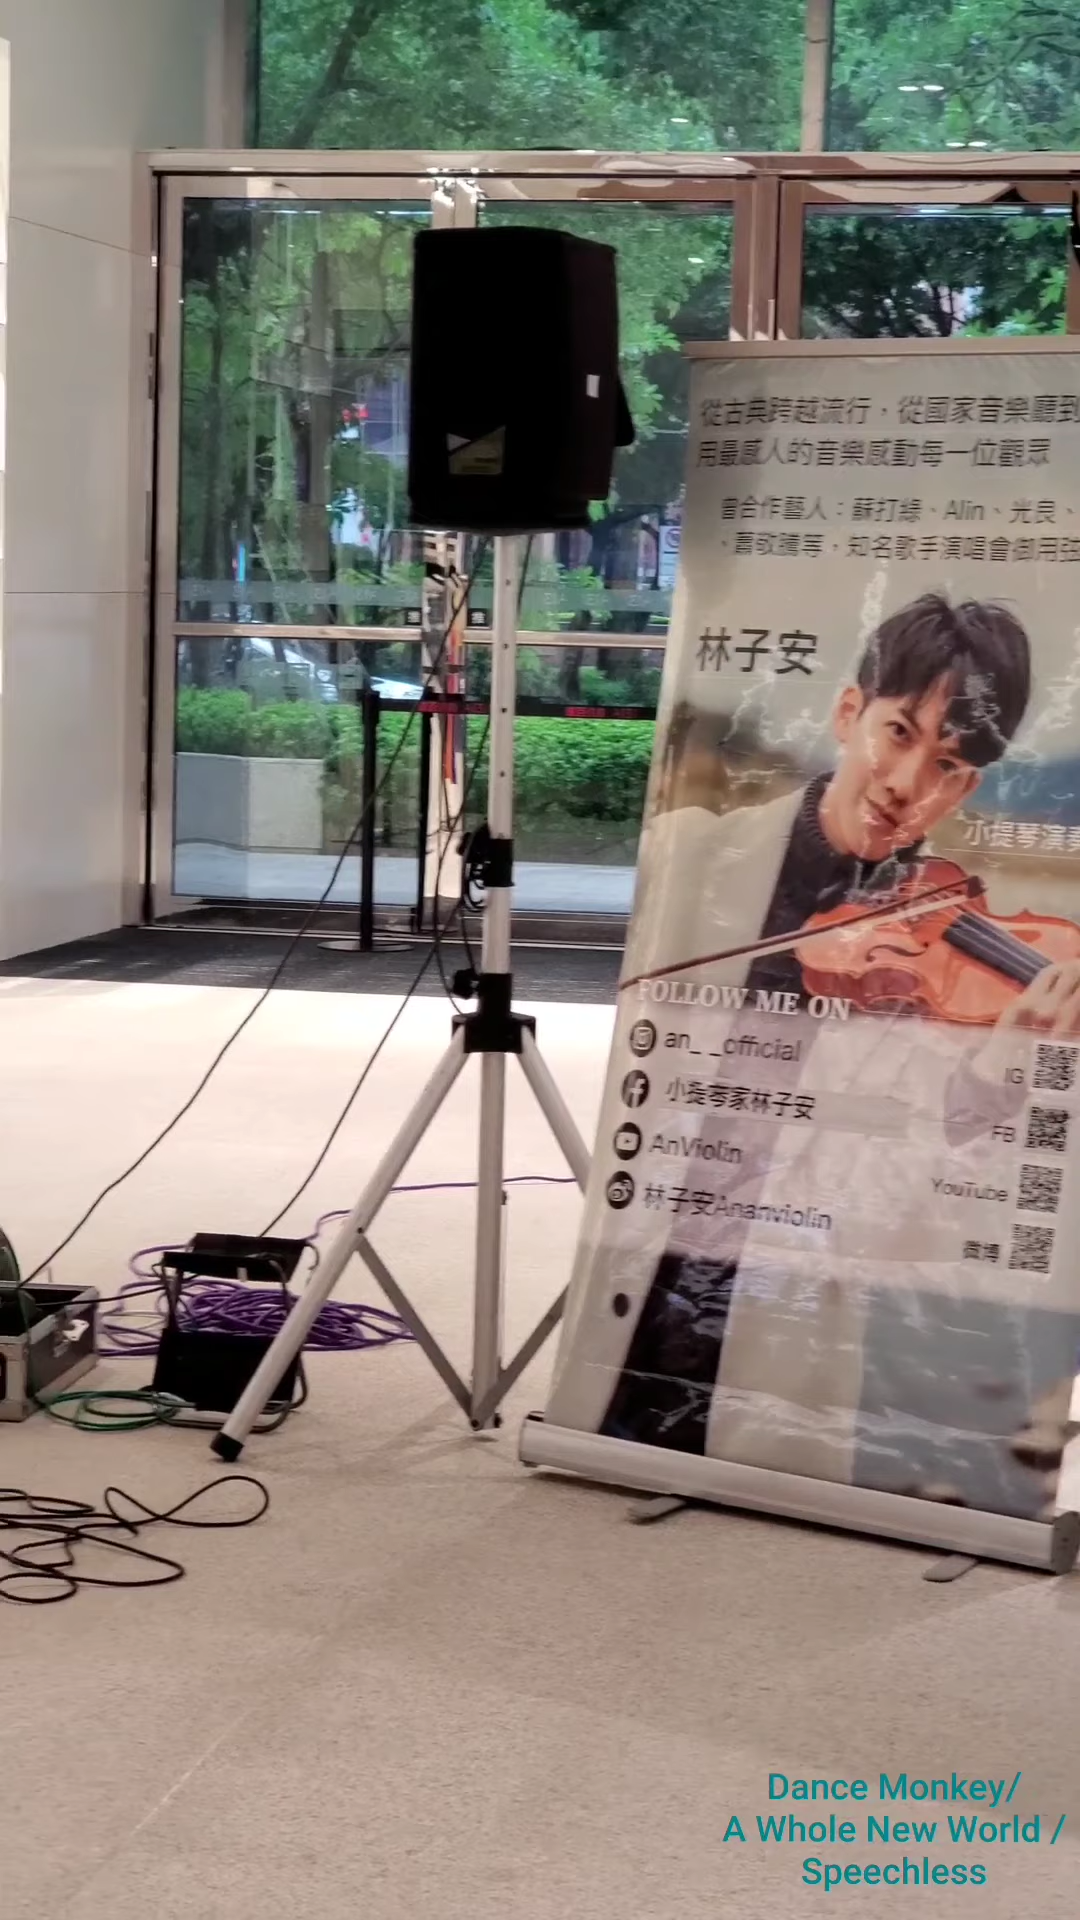 從古典跨越流行，從國家音樂廳到
用最感人的音樂感動每一位觀眾
曾合作藝人：蘇打綠、Alin、光良、
、蕭敬騰等，知名歌手演唱會御用弦
林子安
小提琴演奏
FOLLOW ME ON
an_ _official
IG
小提琴家林子安
FB
AnViolin
YouTube
林子安Ananviolin
微博
Dance Monkey/
A Whole New World /
Speechless